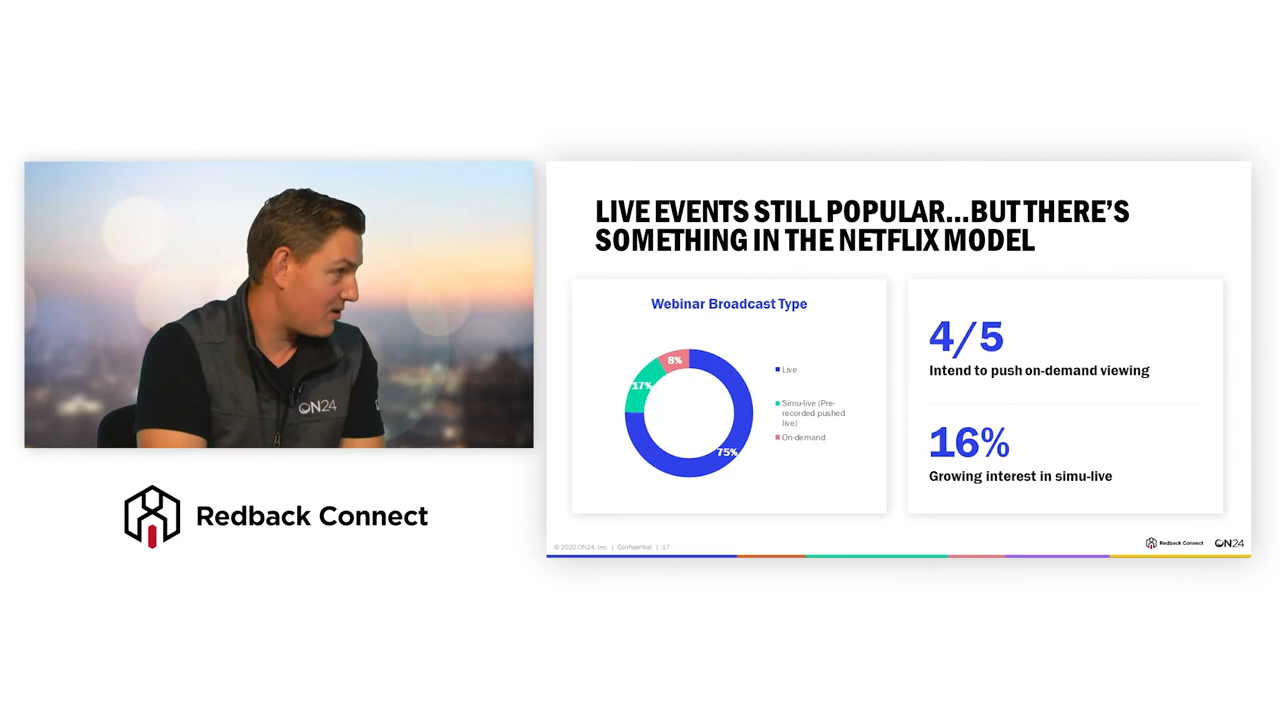 ON24
Redback Connect
LIVE EVENTS STILL POPULAR...BUT THERE'S
SOMETHING IN THE NETFLIX MODEL
Webinar Broadcast Type
8%
17%
75%
Live
Simu-live (Pre-
recorded pushed
live)
On-demand
4/5
Intend to push on-demand viewing
16%
Growing interest in simu-live
© 2020 ON24, Inc. | Confidential | 17
Redback Connect
ON24